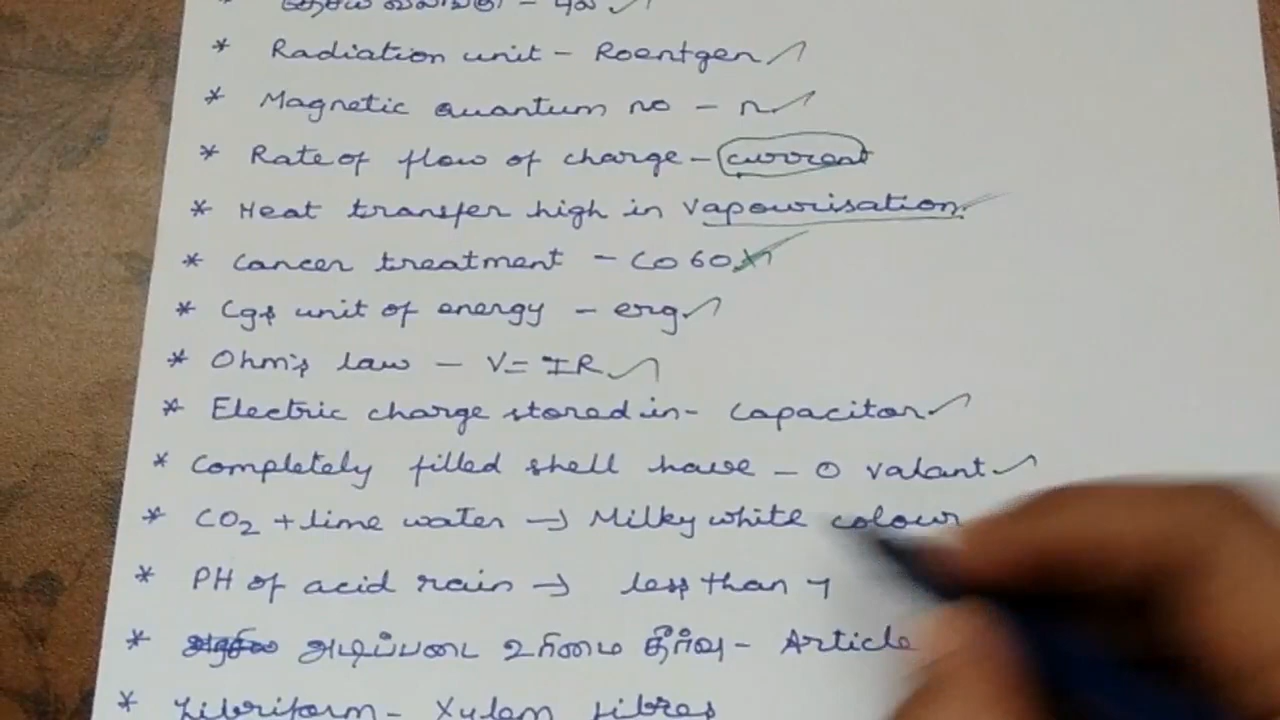 * தேசிய விலங்கு - புலி
* Radiation unit - Roentgen
* Magnetic quantum no - n
* Rate of flow of charge - current
* Heat transfer high in Vapourisation.
* Cancer treatment - CO 60
* Cgs unit of energy - erg
* Ohm's law - V= IR
* Electric charge stored in - Capacitor
* Completely filled shell have - 0 valant
* CO2 + lime water → Milky white colour
* PH of acid rain → less than 7
* அடிப்படை உரிமை தீர்வு - Article
* Libriform - Xylem fibres